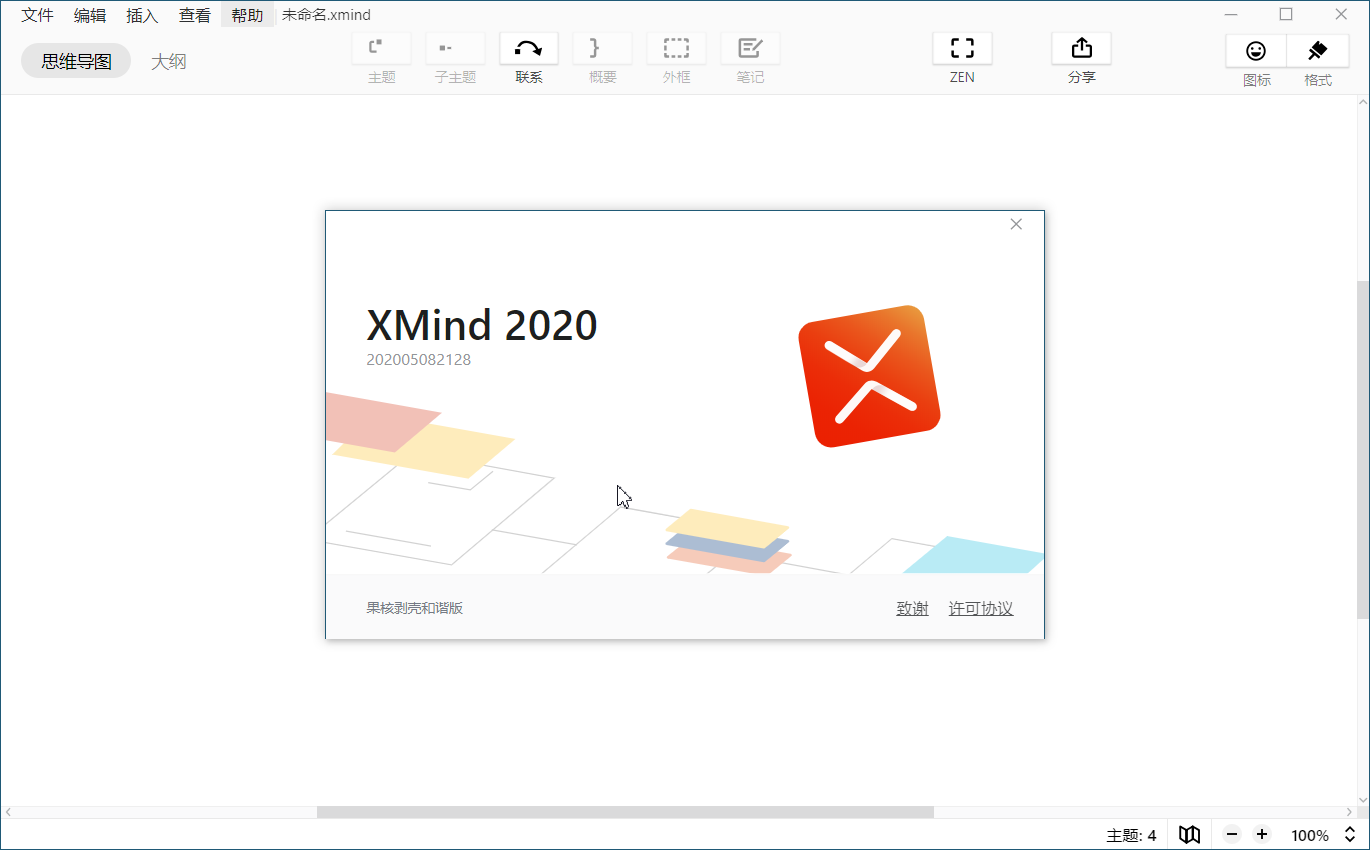 文件 编辑 插入 查看 帮助 未命名.xmind
思维导图 大纲
主题 子主题 联系 概要 外框 笔记 ZEN 分享 图标 格式
XMind 2020
202005082128
果核剥壳和谐版 致谢 许可协议
主题: 4 100%